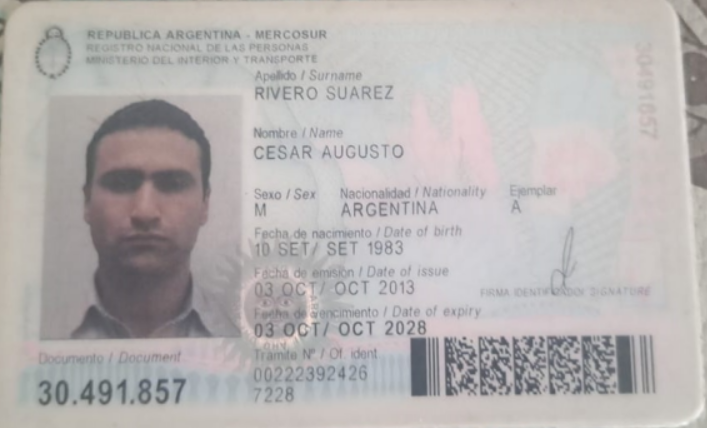 REPUBLICA ARGENTINA - MERCOSUR
REGISTRO NACIONAL DE LAS PERSONAS
MINISTERIO DEL INTERIOR Y TRANSPORTE
Apellido / Surname
RIVERO SUAREZ
Nombre / Name
CESAR AUGUSTO
Sexo / Sex Nacionalidad / Nationality Ejemplar
M ARGENTINA A
Fecha de nacimiento / Date of birth
10 SET/ SET 1983
Fecha de emisión / Date of issue
03 OCT/ OCT 2013
FIRMA IDENTIFICADO/ SIGNATURE
Fecha de vencimiento / Date of expiry
03 OCT/ OCT 2028
Documento / Document
30.491.857
Trámite Nº / Of. ident
00222392426
7228
30491857